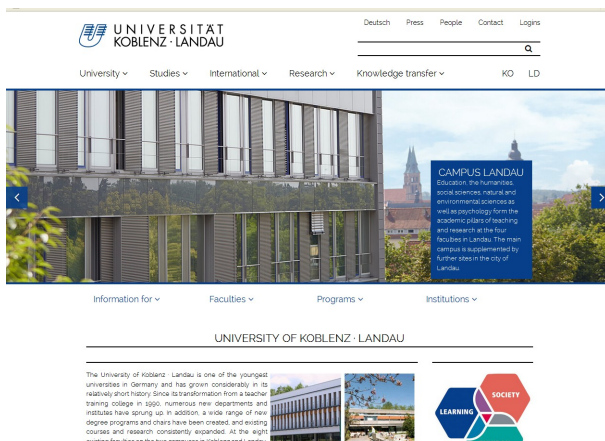 Deutsch Press People Contact Logins
UNIVERSITÄT
KOBLENZ · LANDAU
University Studies International Research Knowledge transfer KO LD
CAMPUS LANDAU
Education, the humanities,
social sciences, natural and
environmental sciences as
well as psychology form the
academic pillars of teaching
and research at the four
faculties in Landau. The main
campus is supplemented by
further sites in the city of
Landau.
Information for Faculties Programs Institutions
UNIVERSITY OF KOBLENZ · LANDAU
The University of Koblenz · Landau is one of the youngest
universities in Germany and has grown considerably in its
relatively short history. Since its transformation from a teacher
training college in 1990, numerous new departments and
institutes have sprung up. In addition, a wide range of new
degree programs and chairs have been created, and existing
courses and research consistently expanded. At the eight
SOCIETY
LEARNING